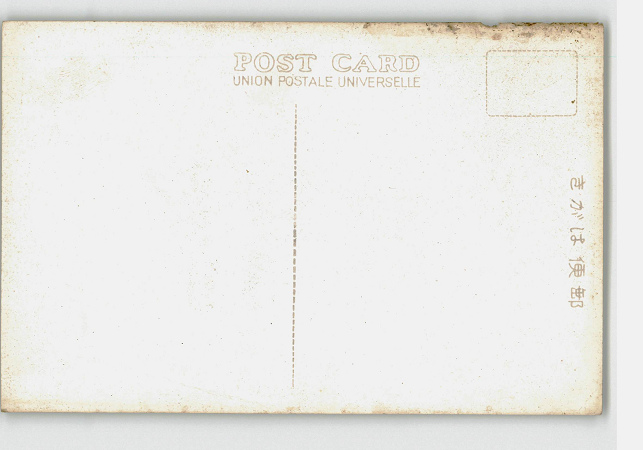 POST CARD
UNION POSTALE UNIVERSELLE
郵便はがき